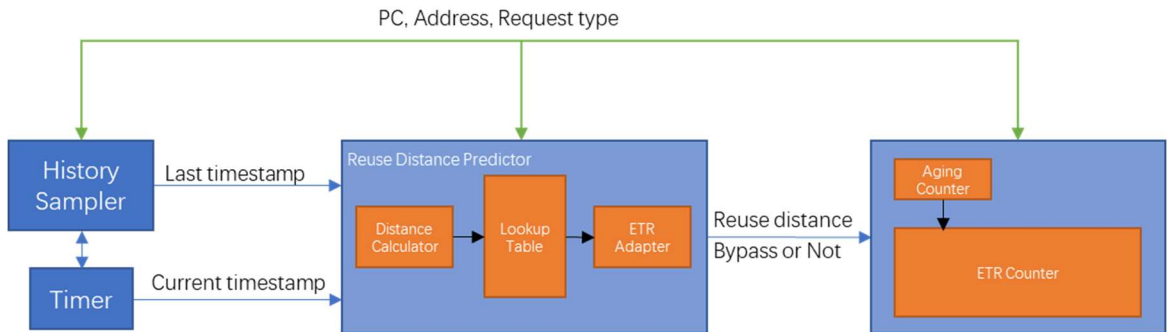 PC, Address, Request type
History
Sampler
Last timestamp
Timer
Current timestamp
Reuse Distance Predictor
Distance
Calculator
Lookup
Table
ETR
Adapter
Reuse distance
Bypass or Not
Aging
Counter
ETR Counter